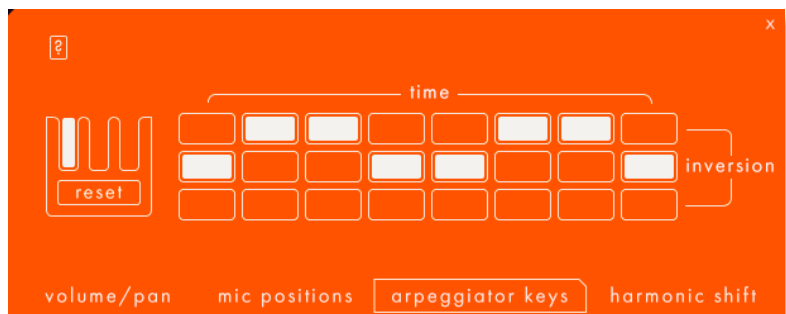 x
?
time
inversion
reset
volume/pan mic positions arpeggiator keys harmonic shift